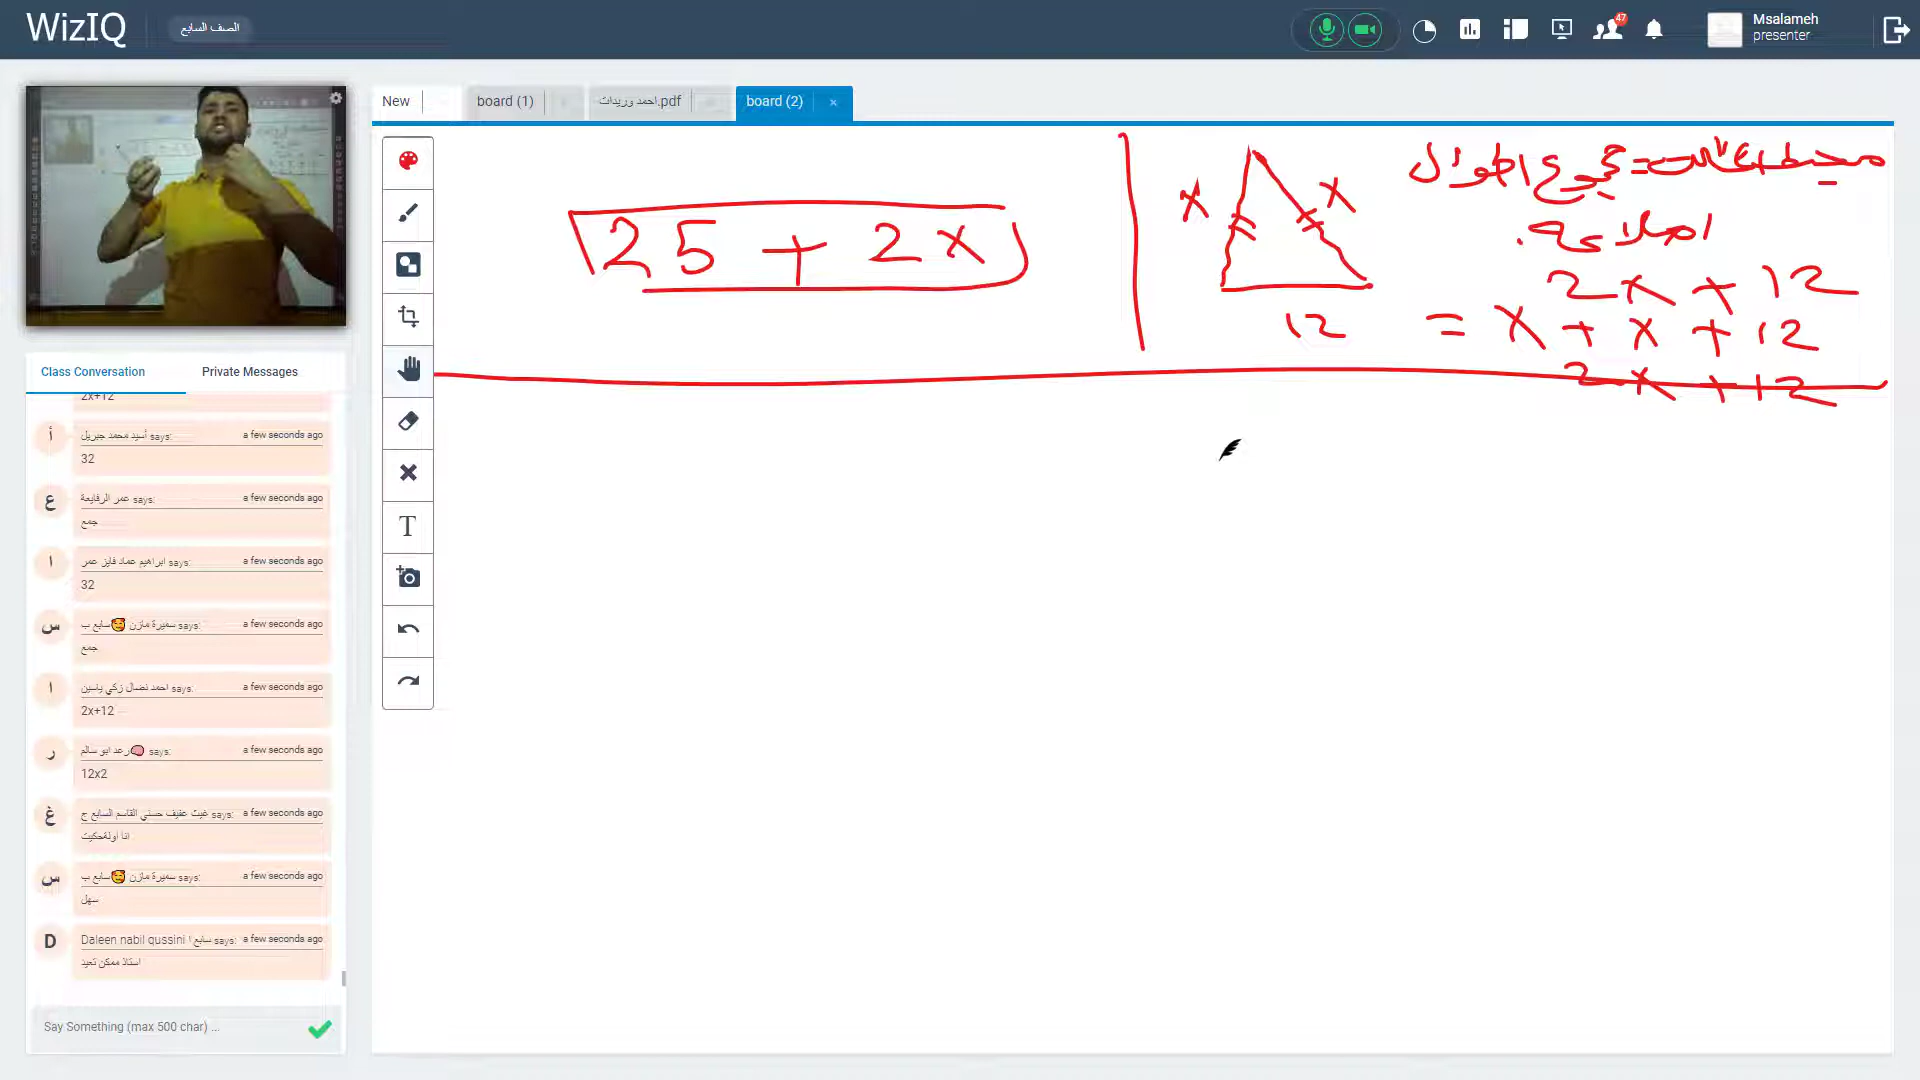 WizIQ
الصف السابع
47
Msalameh
presenter
New
board (1)
احمد وريدات.pdf
board (2)
×
25 + 2x
x
x
12
محيط المثلث = مجموع اطوال
اضلاعه.
2x + 12
= x + x + 12
2x + 12
T
Class Conversation
Private Messages
2x+12
أ
أسيد محمد جبريل says:
a few seconds ago
32
ع
عمر الرفايعة says:
a few seconds ago
جمع
ا
ابراهيم عماد فايز عمر says:
a few seconds ago
32
س
سميرة مازن 🥰سابع ب says:
a few seconds ago
جمع
ا
احمد نضال زكي ياسين says:
a few seconds ago
2x+12
ر
رعد ابو سالم🧠 says:
a few seconds ago
12x2
غ
غيث عفيف حسني القاسم السابع ج says:
a few seconds ago
س
سميرة مازن 🥰سابع ب says:
a few seconds ago
سهل
D
Daleen nabil qussini سابع ا says:
a few seconds ago
استاذ ممكن تعيد
Say Something (max 500 char) ...